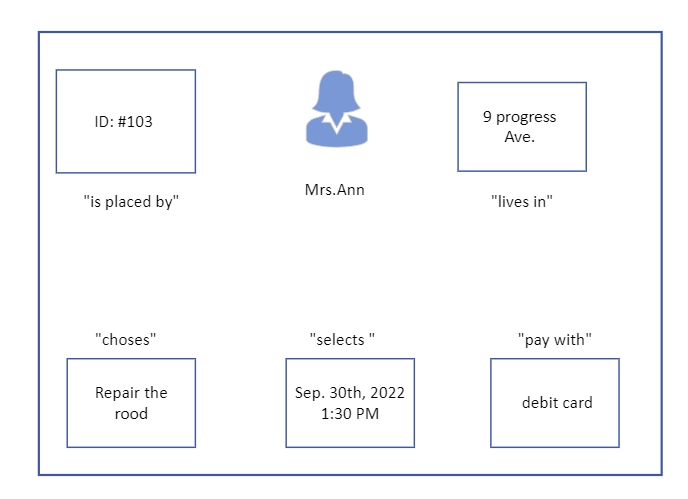 ID: #103
"is placed by"
Mrs.Ann
9 progress
Ave.
"lives in"
"choses"
Repair the
rood
"selects "
Sep. 30th, 2022
1:30 PM
"pay with"
debit card